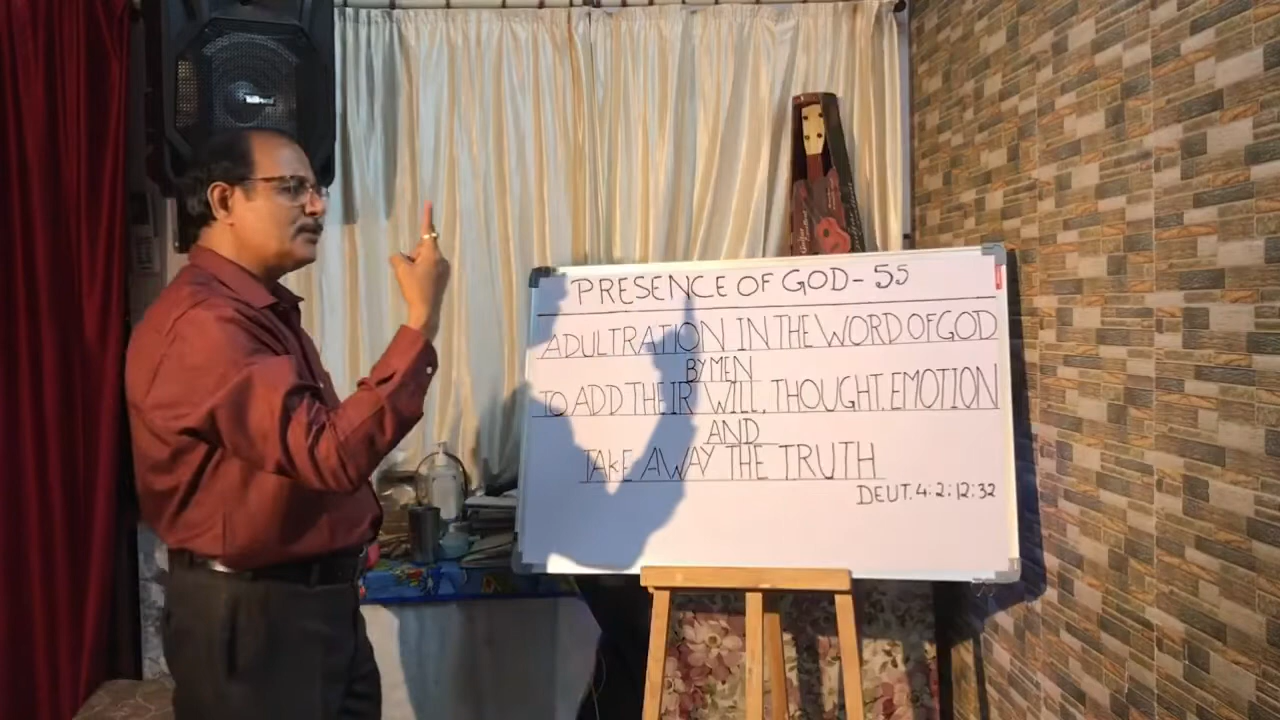 PRESENCE OF GOD - 55
ADULTRATION IN THE WORD OF GOD
BY MEN
TO ADD THEIR WILL, THOUGHT, EMOTION
AND
TAKE AWAY THE TRUTH
DEUT. 4:2:12:32